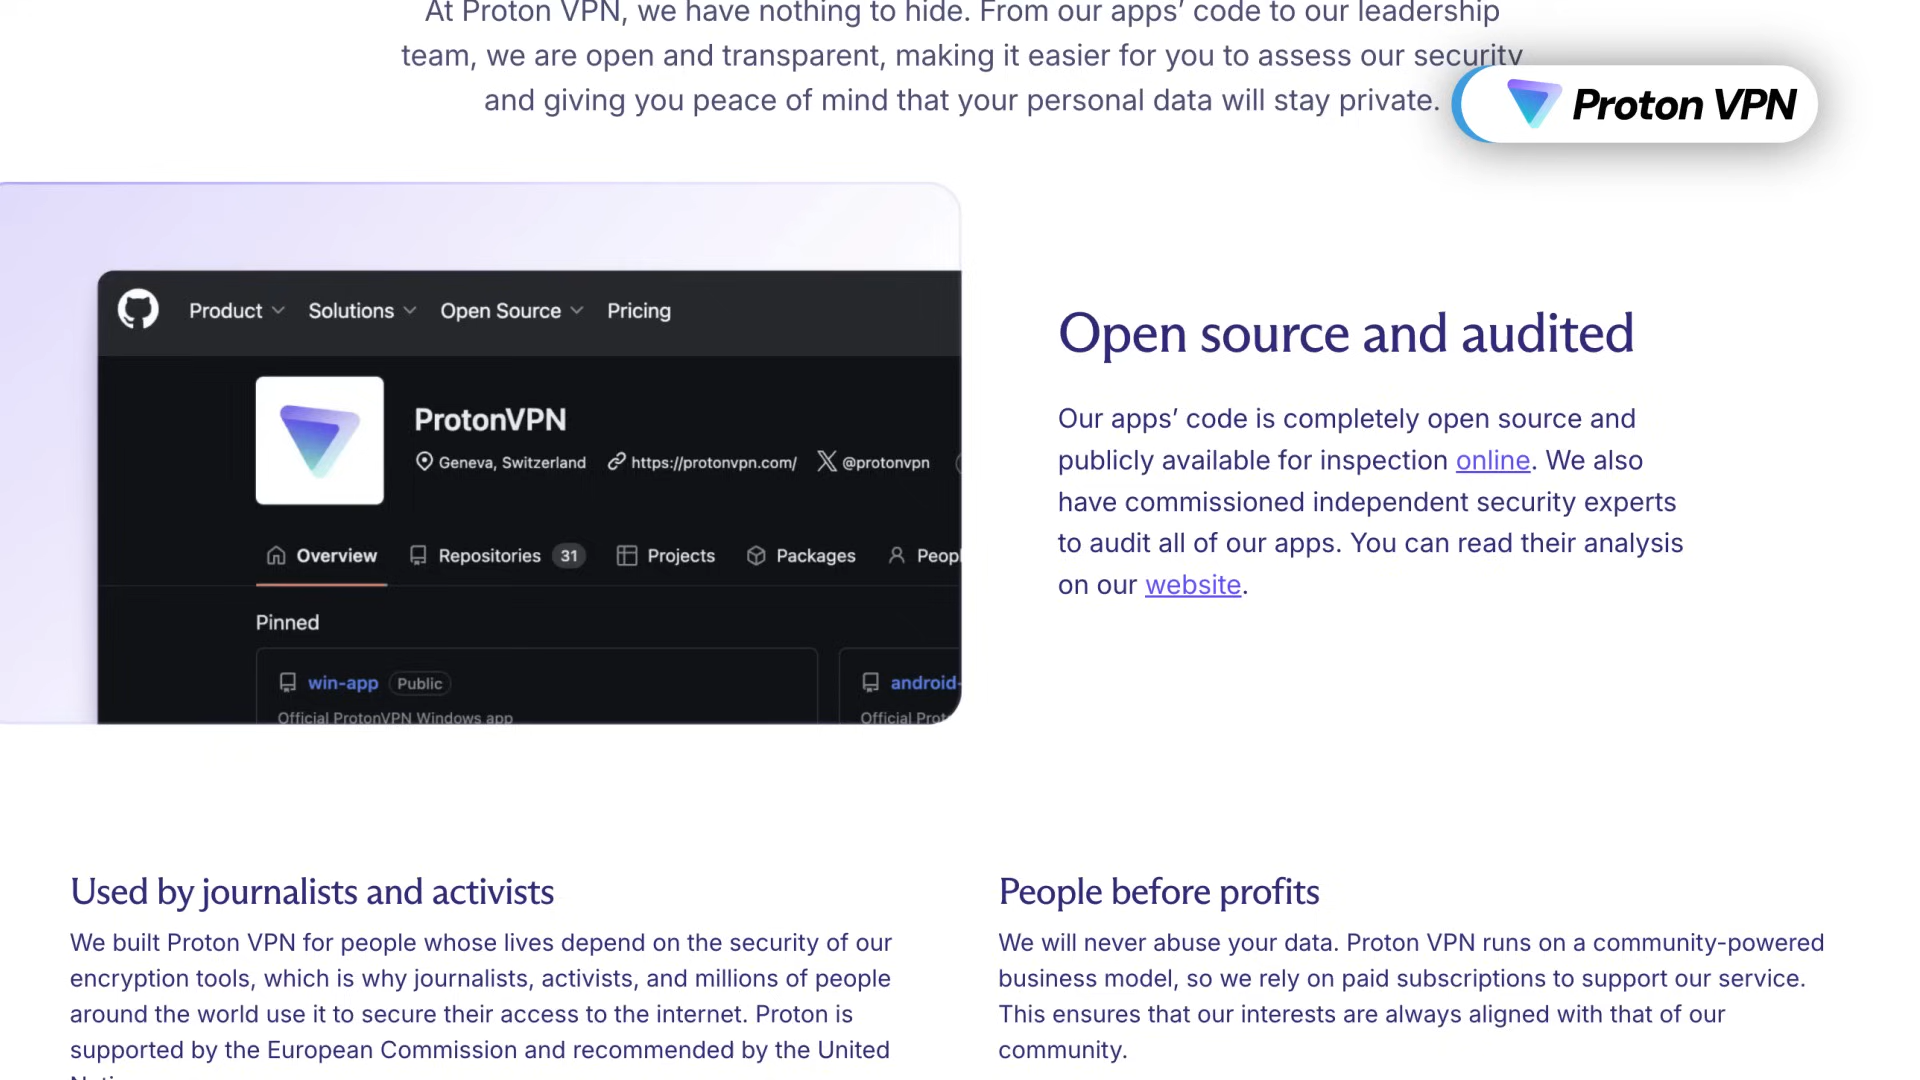 At Proton VPN, we have nothing to hide. From our apps’ code to our leadership
team, we are open and transparent, making it easier for you to assess our security
and giving you peace of mind that your personal data will stay private.
Proton VPN
Product Solutions Open Source Pricing
ProtonVPN
Geneva, Switzerland https://protonvpn.com/ @protonvpn
Overview Repositories 31 Projects Packages Peopl
Pinned
win-app Public
Official ProtonVPN Windows app
android-
Official Prot
Open source and audited
Our apps’ code is completely open source and
publicly available for inspection online. We also
have commissioned independent security experts
to audit all of our apps. You can read their analysis
on our website.
Used by journalists and activists
We built Proton VPN for people whose lives depend on the security of our
encryption tools, which is why journalists, activists, and millions of people
around the world use it to secure their access to the internet. Proton is
supported by the European Commission and recommended by the United
People before profits
We will never abuse your data. Proton VPN runs on a community-powered
business model, so we rely on paid subscriptions to support our service.
This ensures that our interests are always aligned with that of our
community.